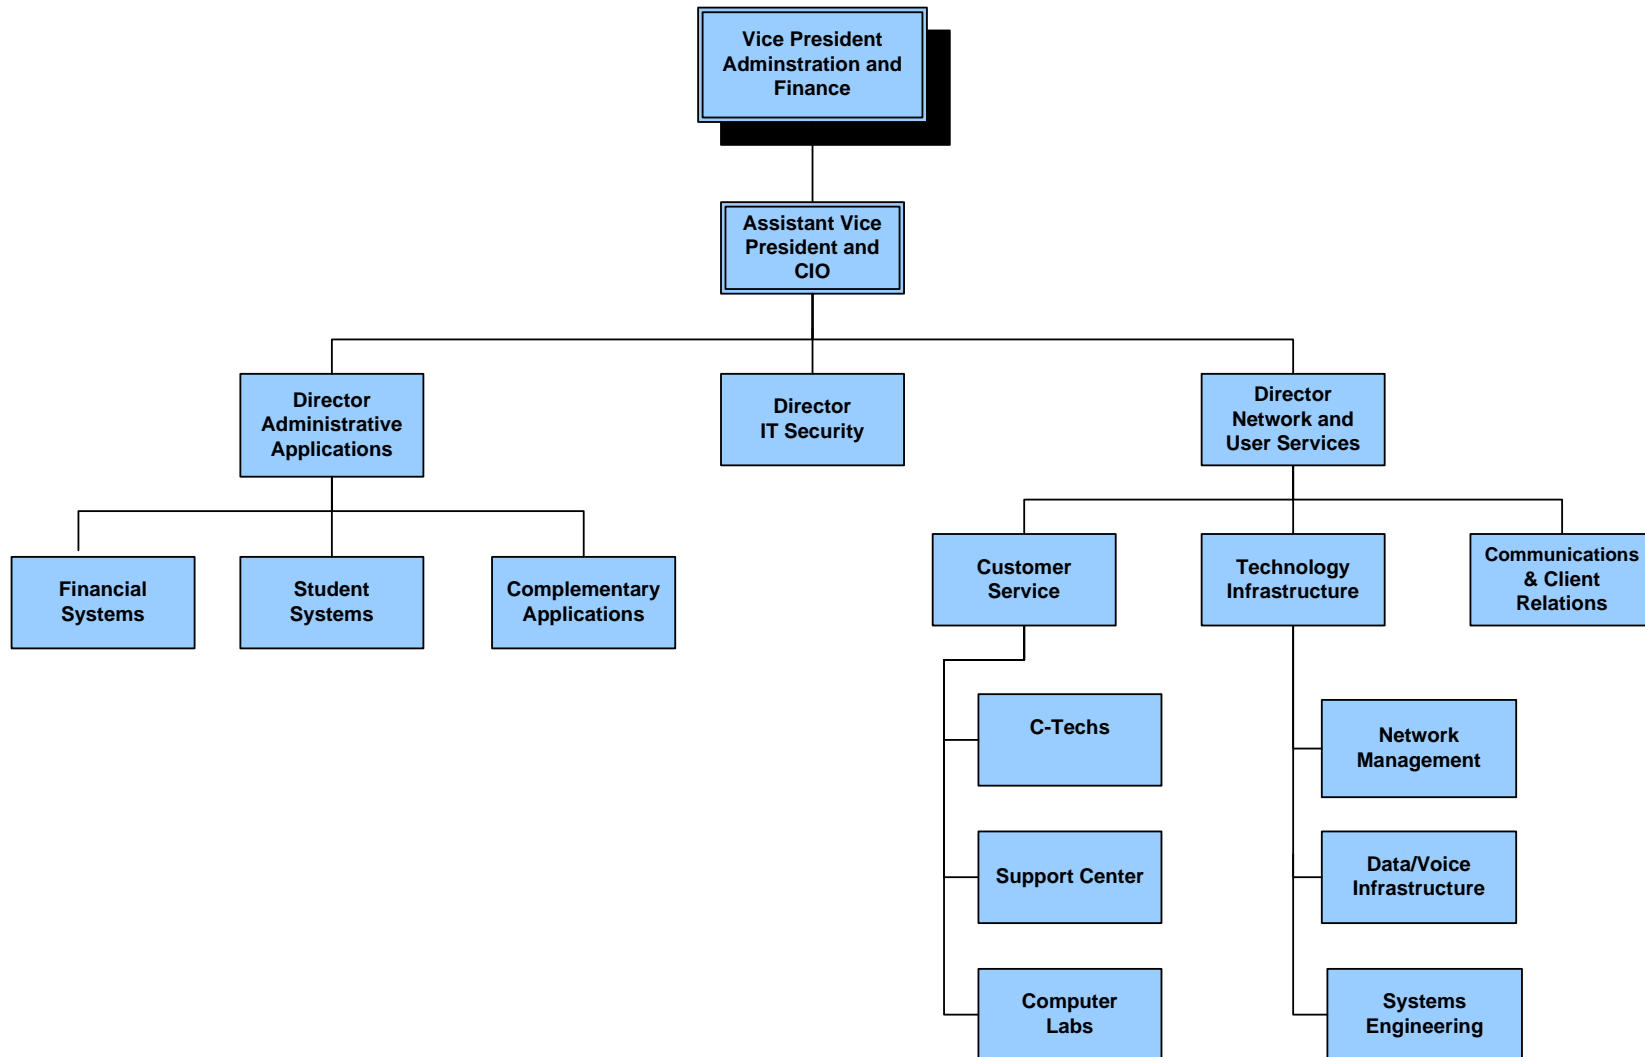 Vice President
Adminstration and
Finance
Assistant Vice
President and
CIO
Director
Administrative
Applications
Director
IT Security
Director
Network and
User Services
Financial
Systems
Student
Systems
Complementary
Applications
Customer
Service
Technology
Infrastructure
Communications
& Client
Relations
C-Techs
Network
Management
Support Center
Data/Voice
Infrastructure
Computer
Labs
Systems
Engineering